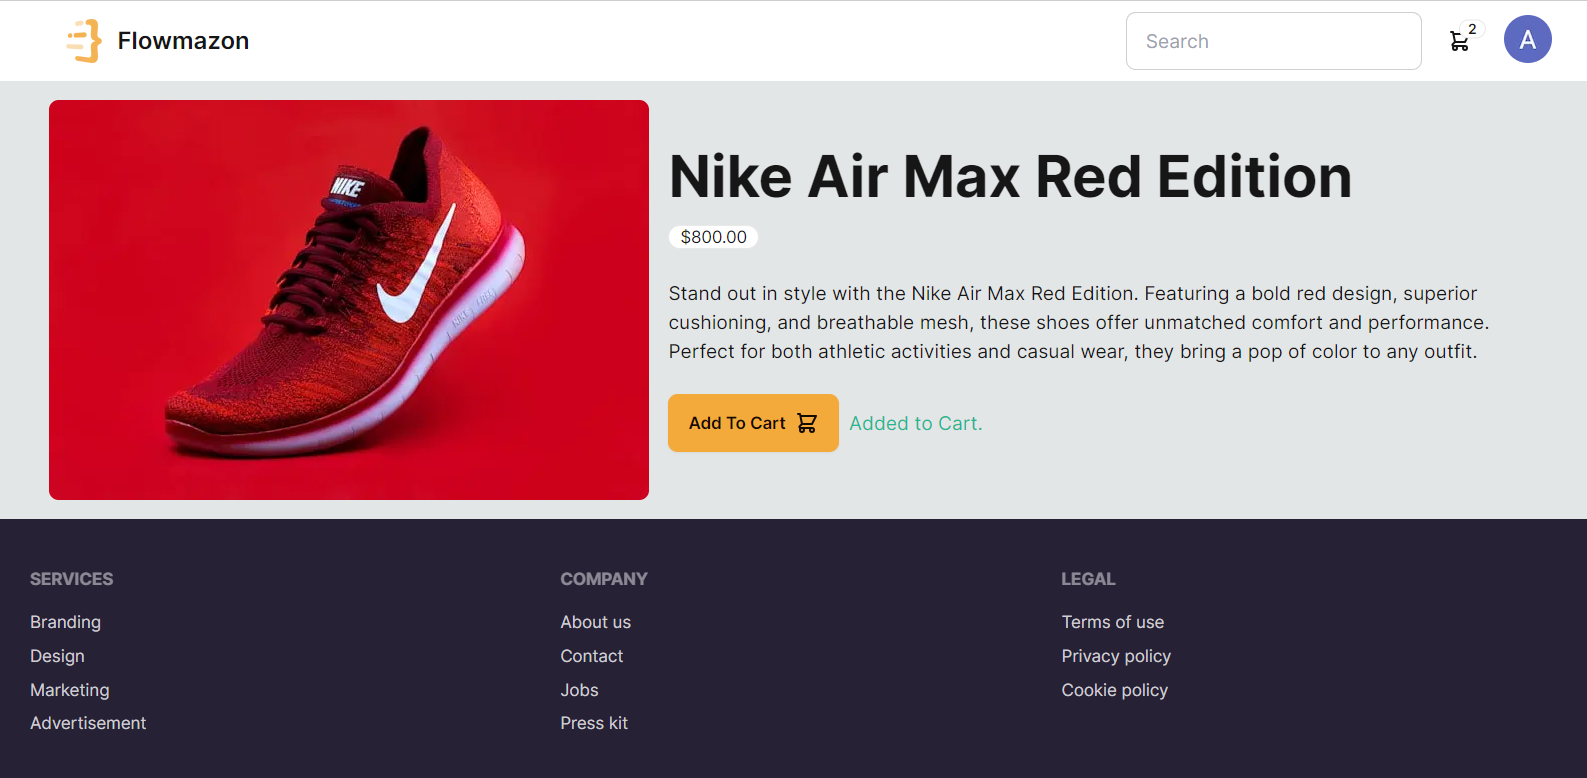 Flowmazon
Search
2
A
NIKE
Nike Air Max Red Edition
$800.00
Stand out in style with the Nike Air Max Red Edition. Featuring a bold red design, superior
cushioning, and breathable mesh, these shoes offer unmatched comfort and performance.
Perfect for both athletic activities and casual wear, they bring a pop of color to any outfit.
Add To Cart
Added to Cart.
NIKE FREE
SERVICES
Branding
Design
Marketing
Advertisement
COMPANY
About us
Contact
Jobs
Press kit
LEGAL
Terms of use
Privacy policy
Cookie policy